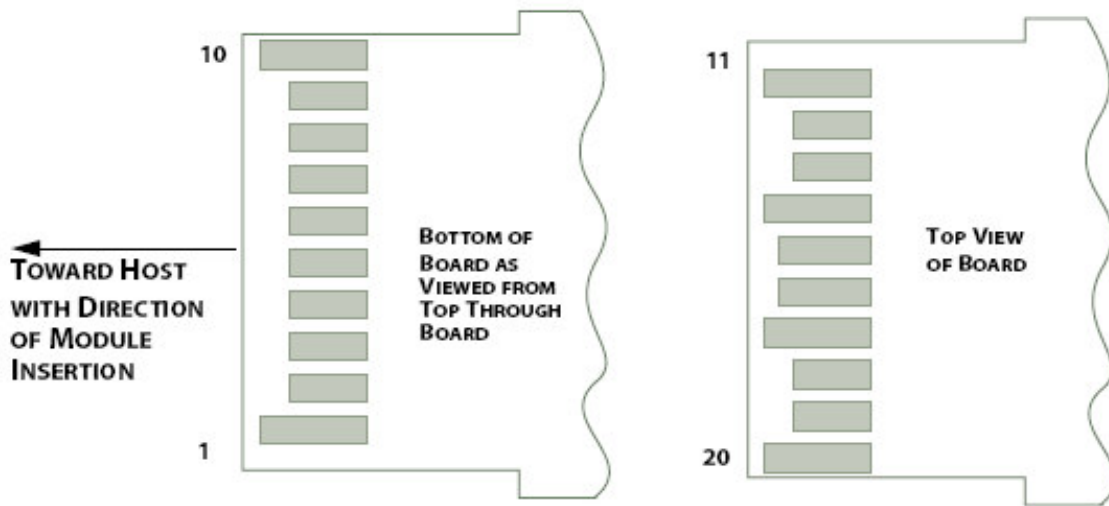 10
11
BOTTOM OF
BOARD AS
VIEWED FROM
TOP THROUGH
BOARD
TOP VIEW
OF BOARD
TOWARD HOST
WITH DIRECTION
OF MODULE
INSERTION
1
20